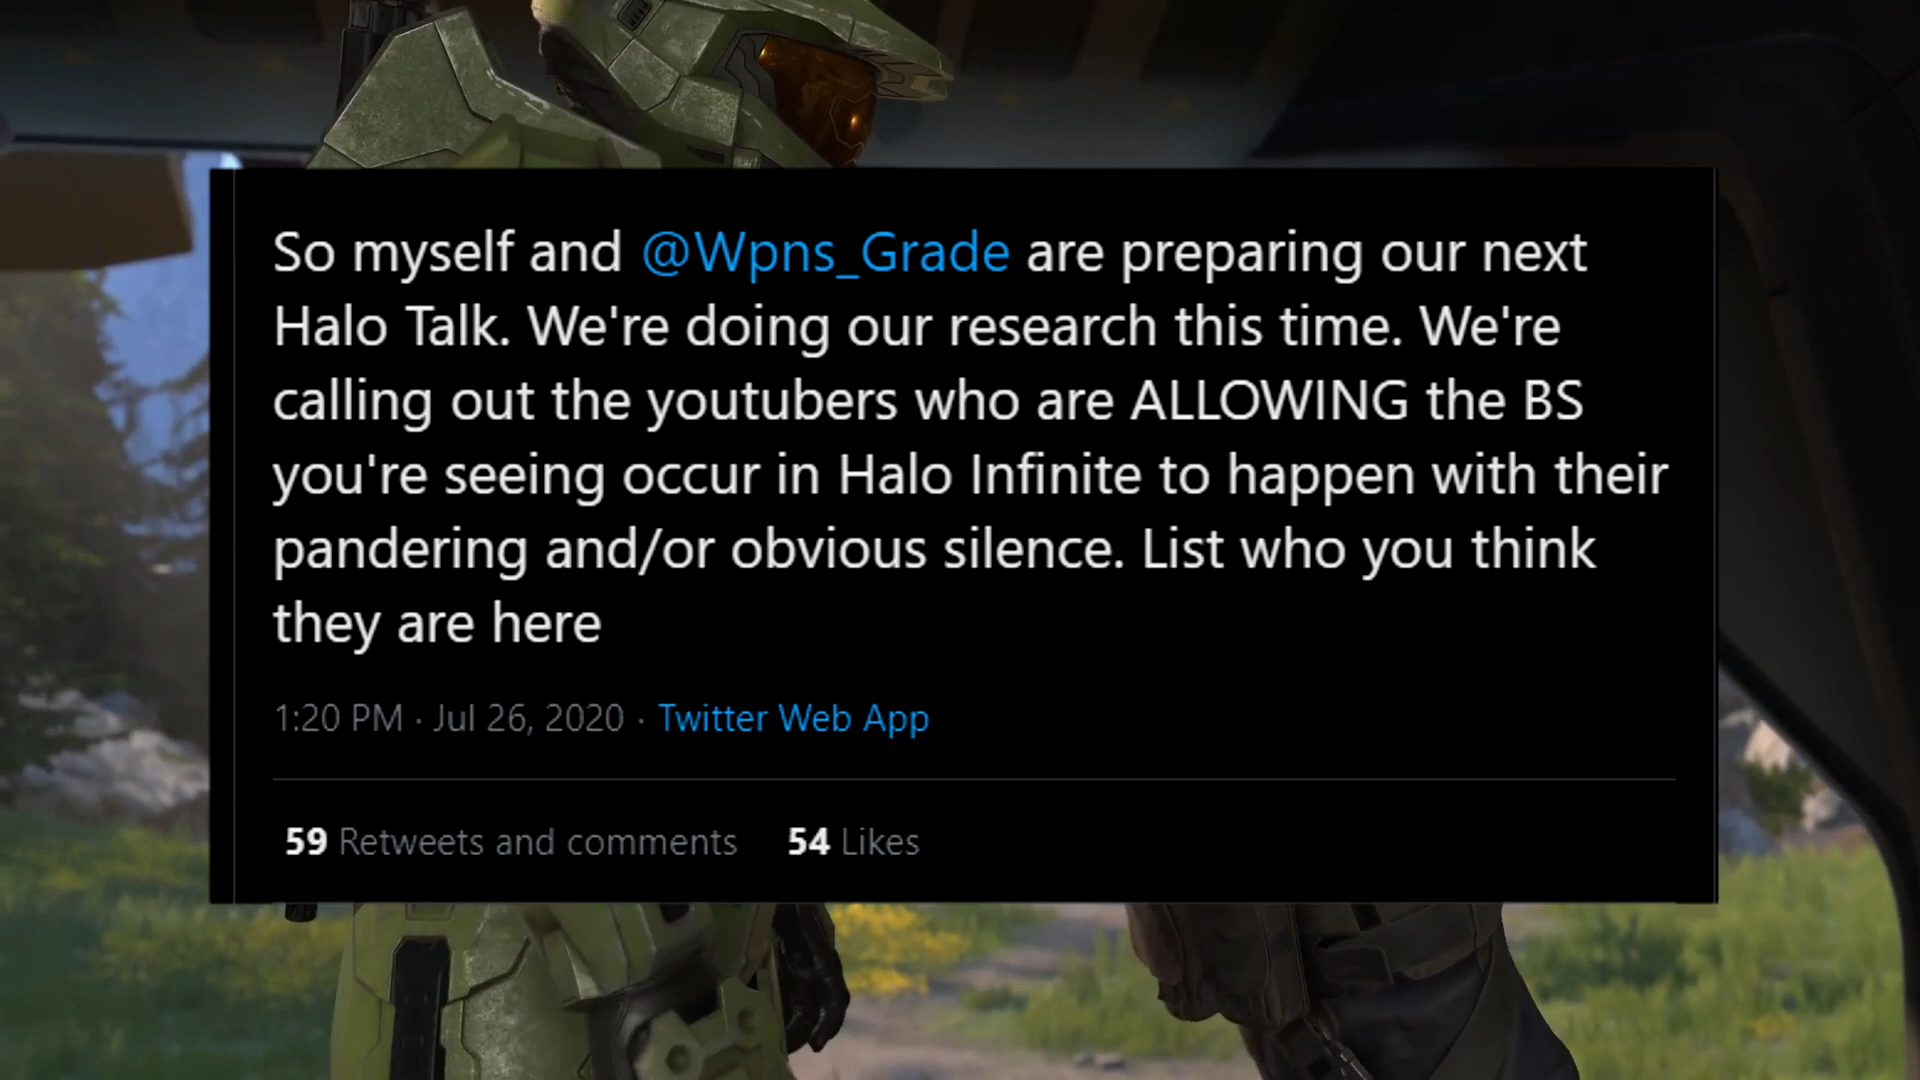 So myself and @Wpns_Grade are preparing our next
Halo Talk. We're doing our research this time. We're
calling out the youtubers who are ALLOWING the BS
you're seeing occur in Halo Infinite to happen with their
pandering and/or obvious silence. List who you think
they are here
1:20 PM · Jul 26, 2020 · Twitter Web App
59 Retweets and comments 54 Likes